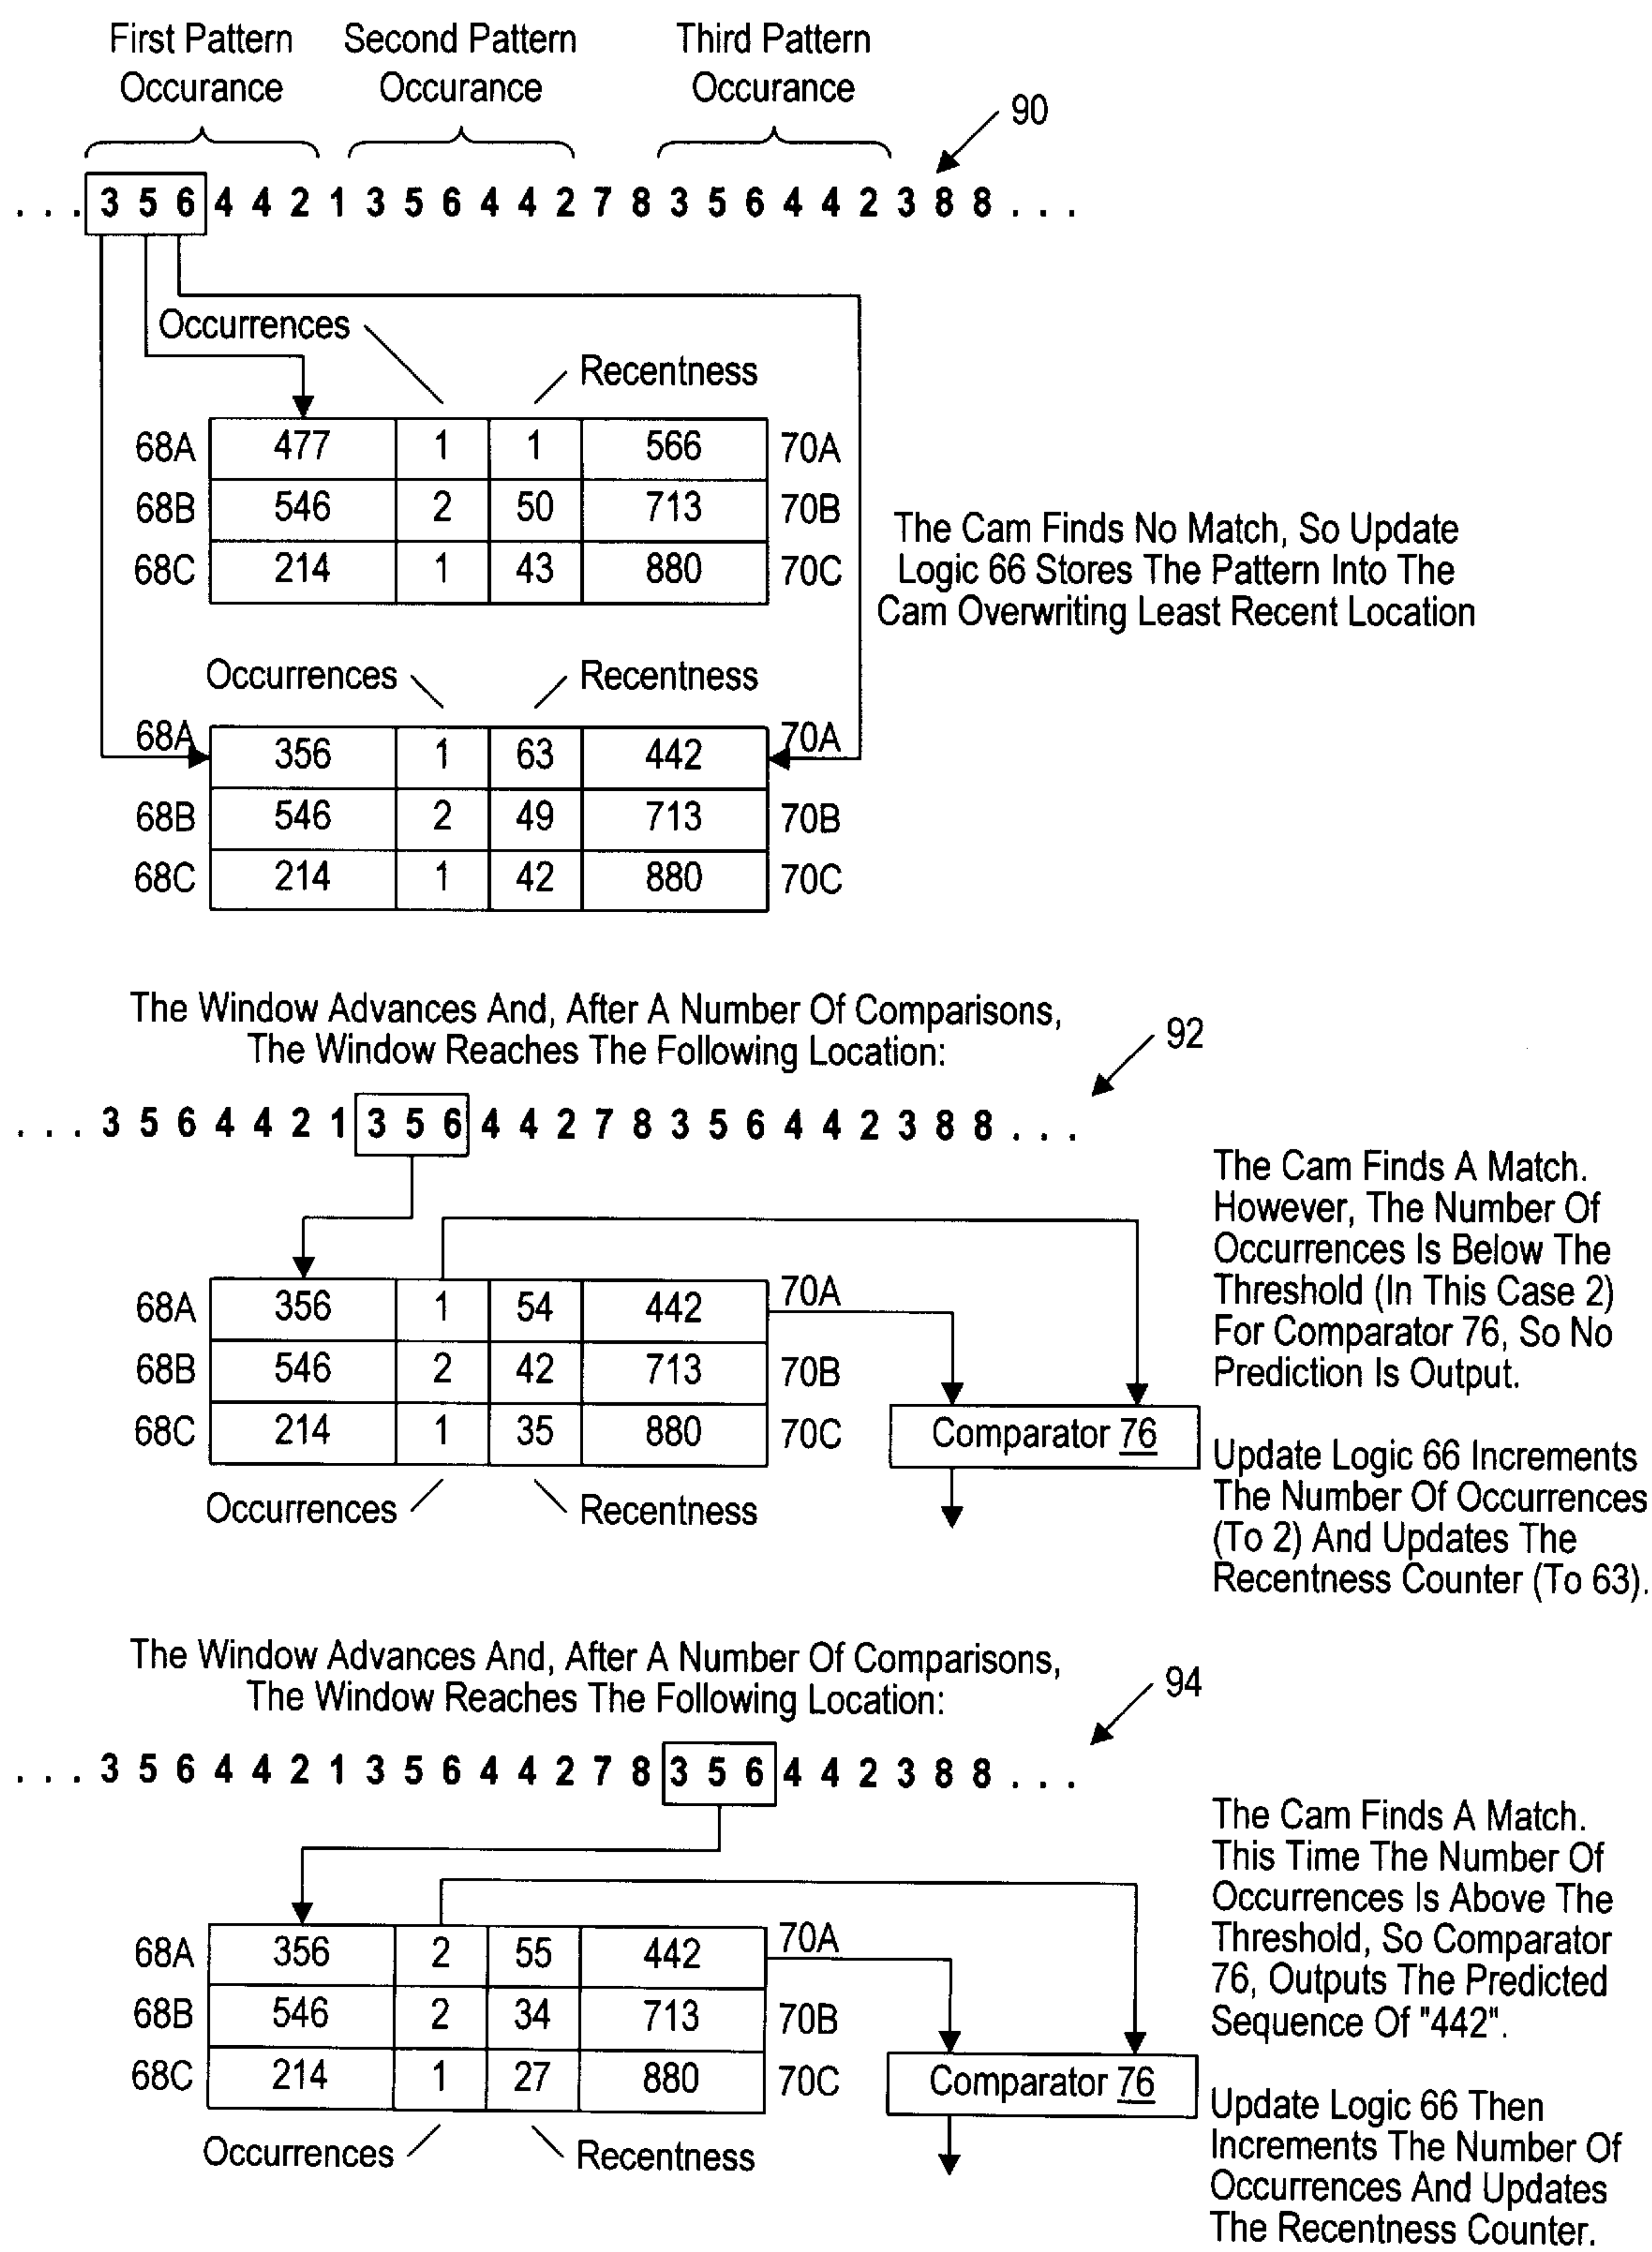 First Pattern Occurance
Second Pattern Occurance
Third Pattern Occurance
90
. . . 3 5 6 4 4 2 1 3 5 6 4 4 2 7 8 3 5 6 4 4 2 3 8 8 . . .
Occurrences
Recentness
68A 477 1 1 566 70A
68B 546 2 50 713 70B
68C 214 1 43 880 70C
The Cam Finds No Match, So Update
Logic 66 Stores The Pattern Into The
Cam Overwriting Least Recent Location
Occurrences Recentness
68A 356 1 63 442 70A
68B 546 2 49 713 70B
68C 214 1 42 880 70C
The Window Advances And, After A Number Of Comparisons,
The Window Reaches The Following Location:
92
. . . 3 5 6 4 4 2 1 3 5 6 4 4 2 7 8 3 5 6 4 4 2 3 8 8 . . .
68A 356 1 54 442 70A
68B 546 2 42 713 70B
68C 214 1 35 880 70C
Occurrences Recentness
Comparator 76
The Cam Finds A Match.
However, The Number Of
Occurrences Is Below The
Threshold (In This Case 2)
For Comparator 76, So No
Prediction Is Output.
Update Logic 66 Increments
The Number Of Occurrences
(To 2) And Updates The
Recentness Counter (To 63).
The Window Advances And, After A Number Of Comparisons,
The Window Reaches The Following Location:
94
. . . 3 5 6 4 4 2 1 3 5 6 4 4 2 7 8 3 5 6 4 4 2 3 8 8 . . .
68A 356 2 55 442 70A
68B 546 2 34 713 70B
68C 214 1 27 880 70C
Occurrences Recentness
Comparator 76
The Cam Finds A Match.
This Time The Number Of
Occurrences Is Above The
Threshold, So Comparator
76, Outputs The Predicted
Sequence Of "442".
Update Logic 66 Then
Increments The Number Of
Occurrences And Updates
The Recentness Counter.